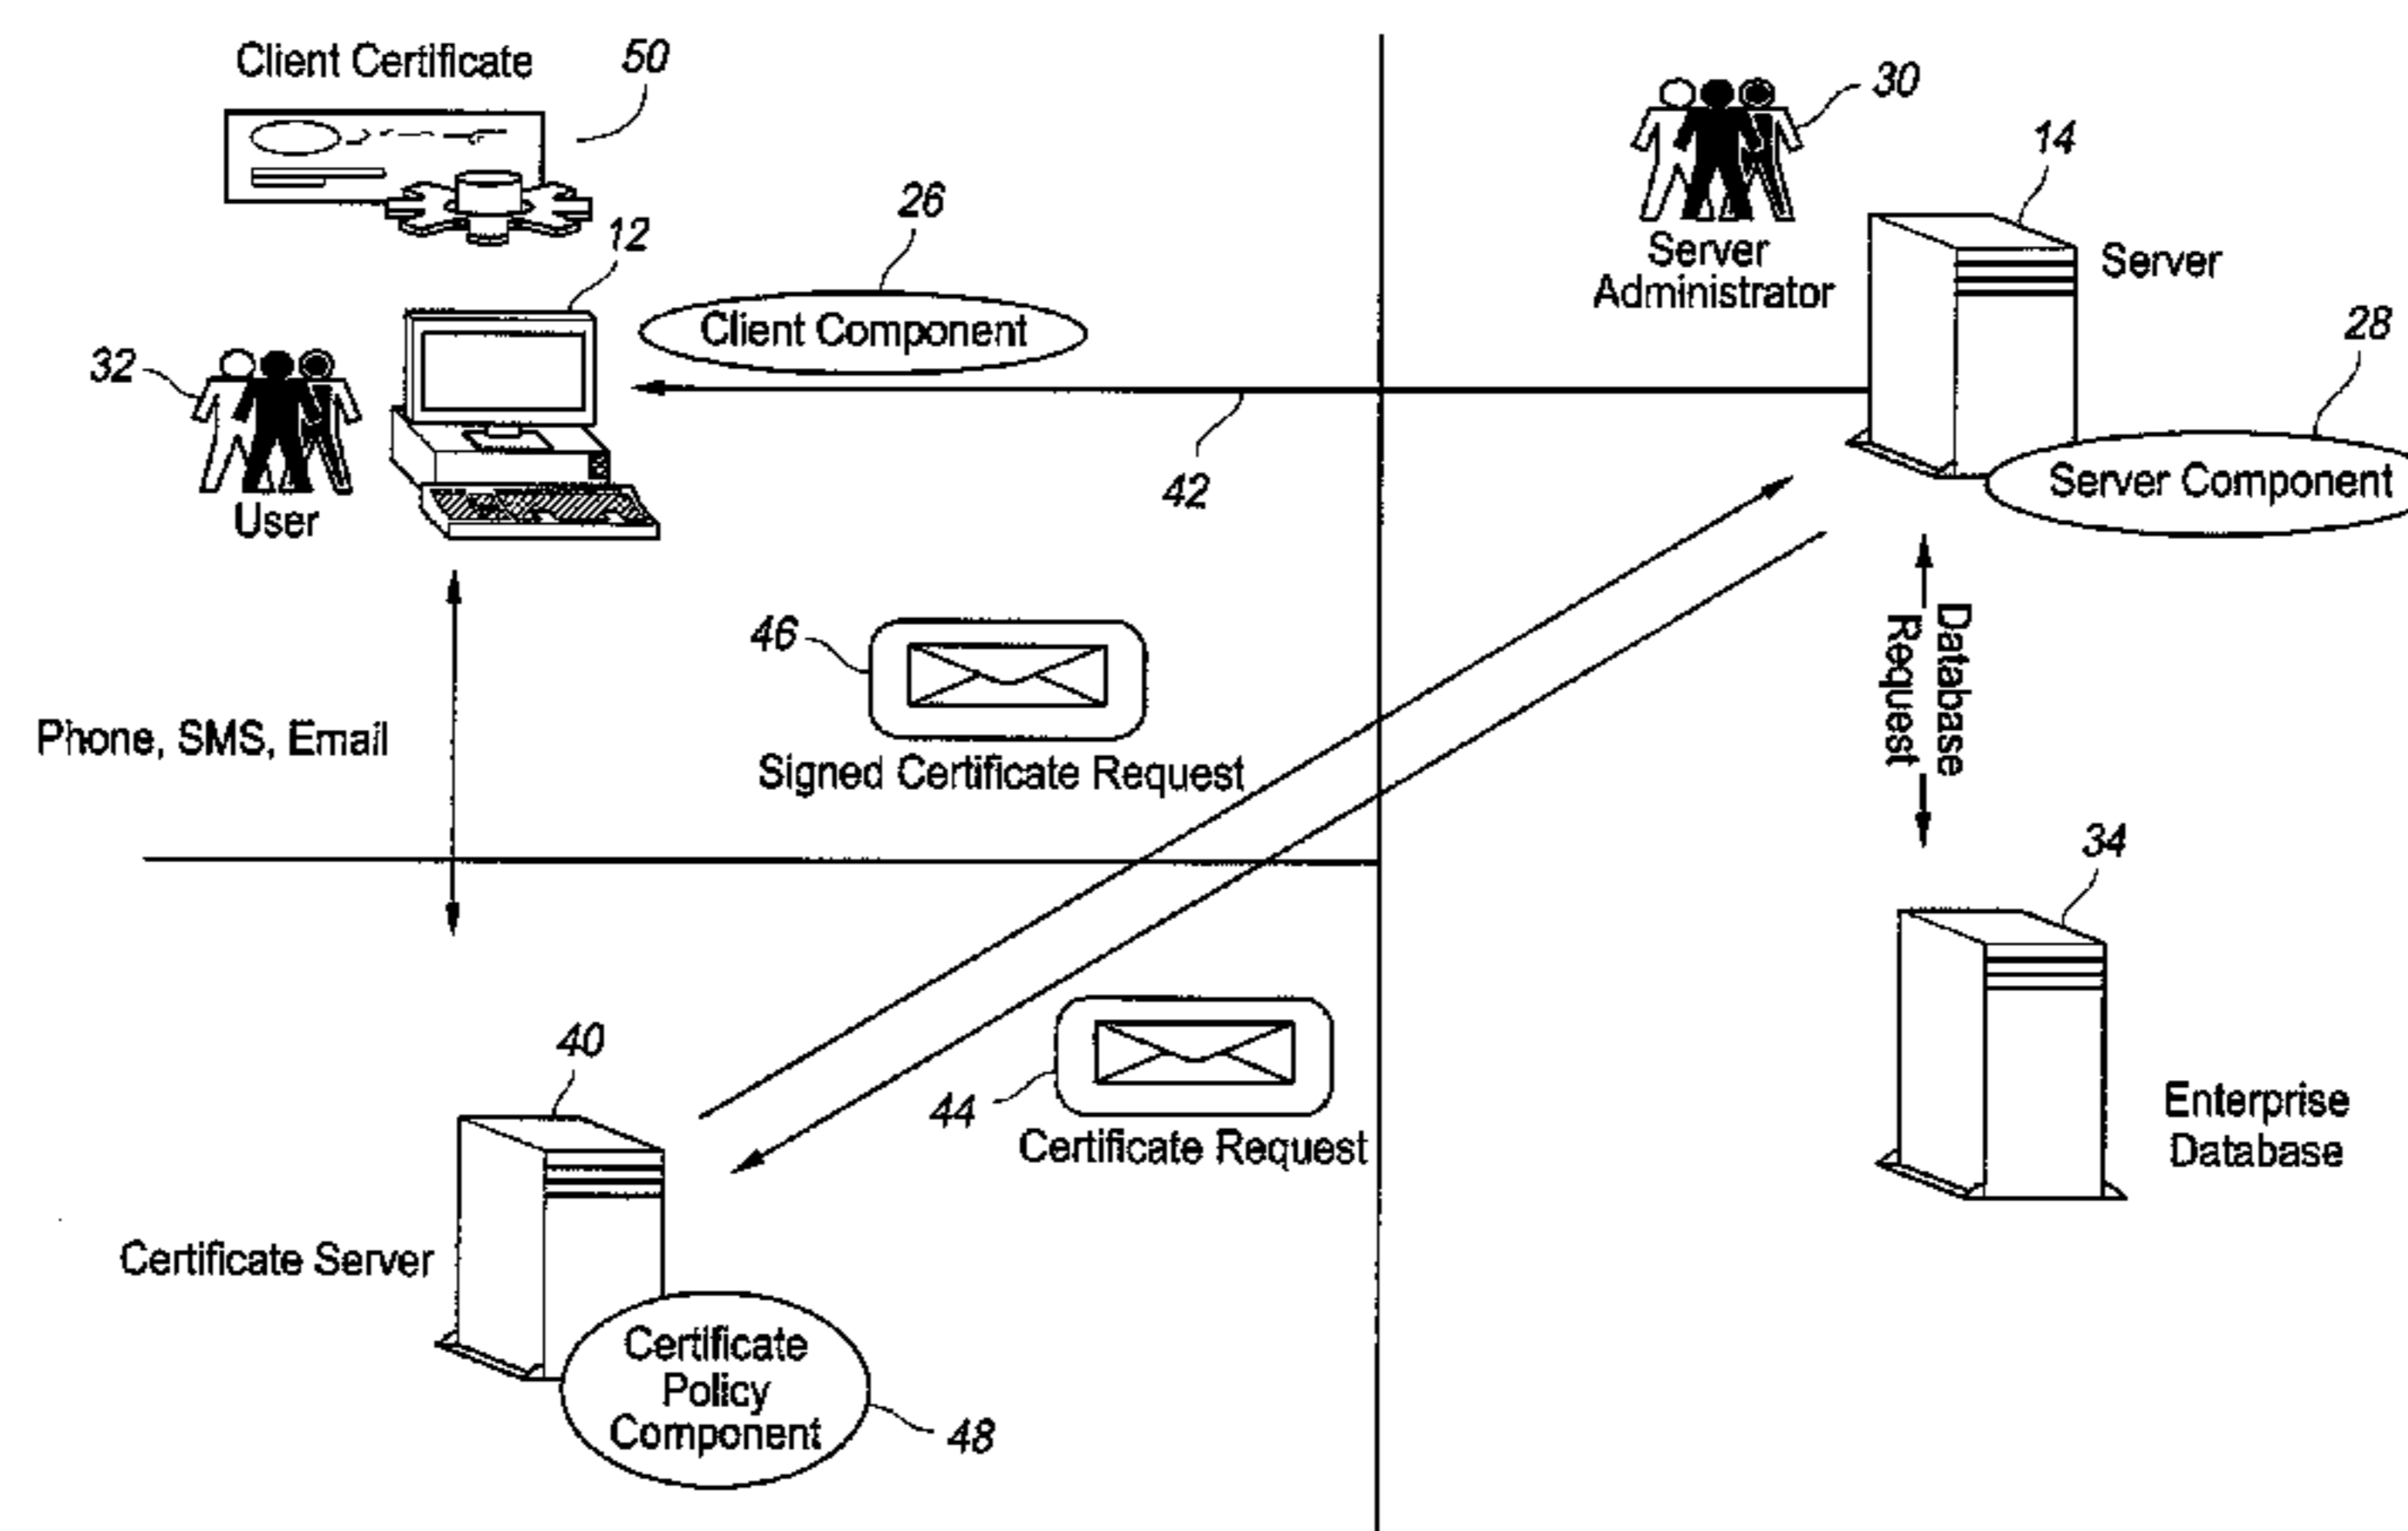 Client Certificate
50
30
14
Server
Administrator
Server
26
12
Client Component
28
32
User
42
Server Component
46
Database
Request
Phone, SMS, Email
Signed Certificate Request
34
40
44
Certificate Request
Enterprise
Database
Certificate Server
Certificate
Policy
Component
48